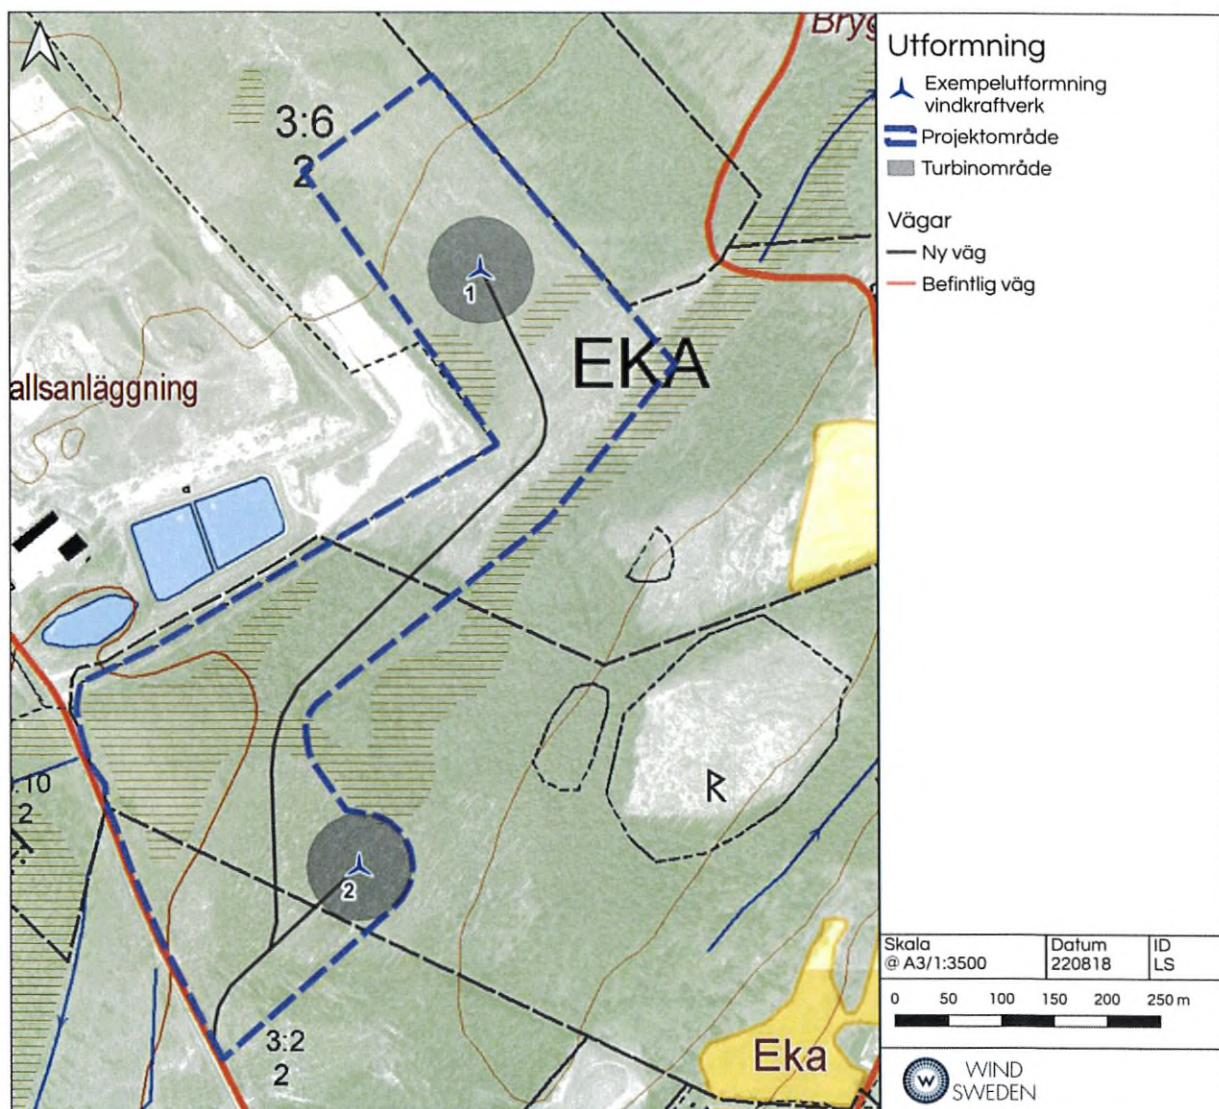 Bryg
3:6
2
1
EKA
allsanläggning
:10
2
R
2
3:2
2
Eka
Utformning
Exempelutformning
vindkraftverk
Projektområde
Turbinområde
Vägar
Ny väg
Befintlig väg
Skala
@ A3/1:3500
Datum
220818
ID
LS
0 50 100 150 200 250 m
W
WIND
SWEDEN